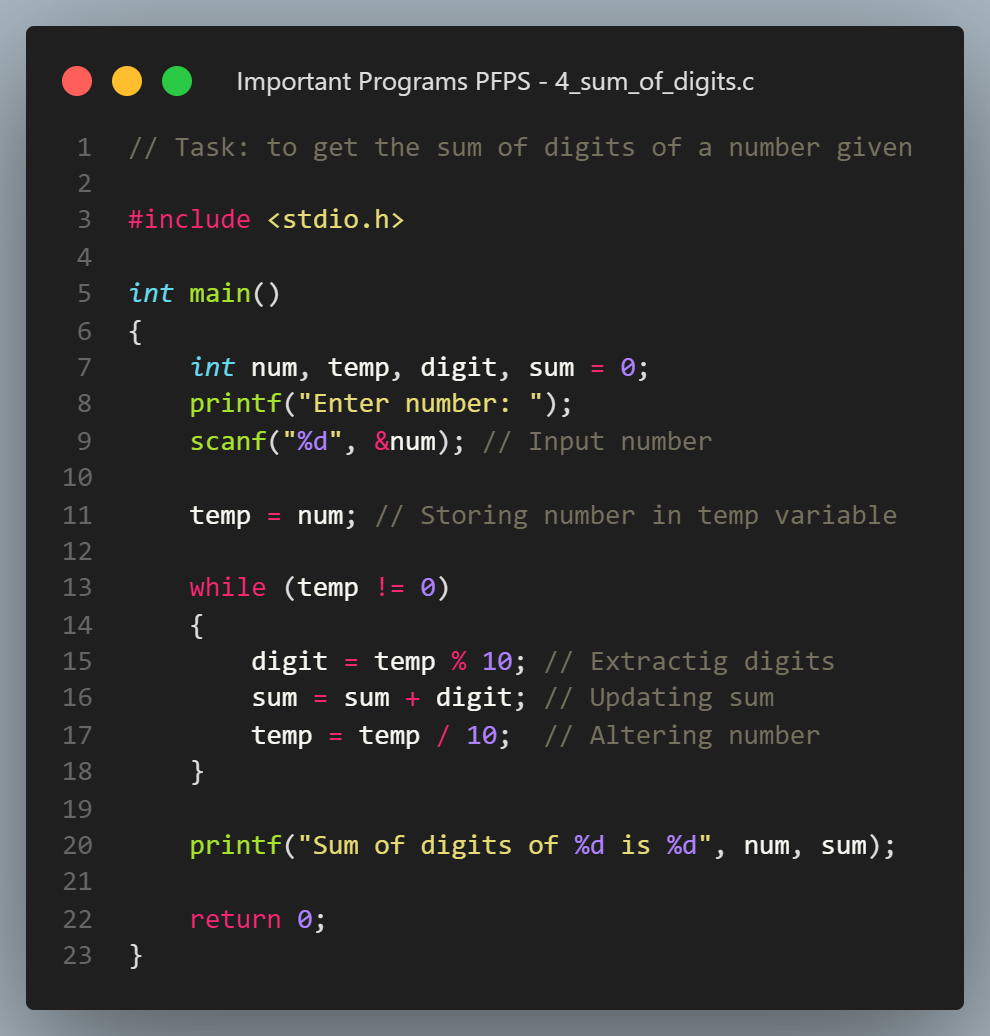 Important Programs PFPS - 4_sum_of_digits.c
1 // Task: to get the sum of digits of a number given
2
3 #include <stdio.h>
4
5 int main()
6 {
7     int num, temp, digit, sum = 0;
8     printf("Enter number: ");
9     scanf("%d", &num); // Input number
10
11     temp = num; // Storing number in temp variable
12
13     while (temp != 0)
14     {
15         digit = temp % 10; // Extractig digits
16         sum = sum + digit; // Updating sum
17         temp = temp / 10;  // Altering number
18     }
19
20     printf("Sum of digits of %d is %d", num, sum);
21
22     return 0;
23 }